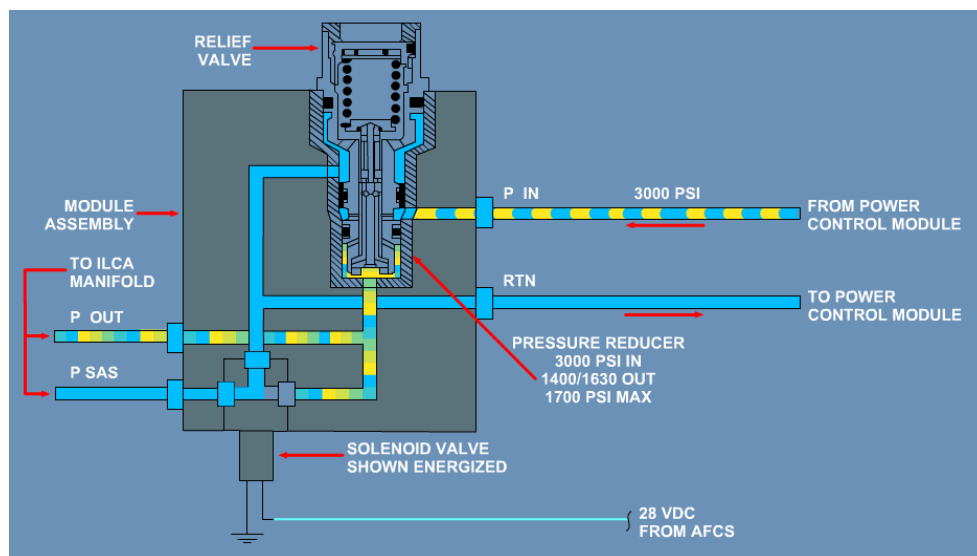 RELIEF
VALVE
P IN
3000 PSI
FROM POWER
CONTROL MODULE
MODULE
ASSEMBLY
TO ILCA
MANIFOLD
RTN
TO POWER
CONTROL MODULE
P OUT
PRESSURE REDUCER
3000 PSI IN
1400/1630 OUT
1700 PSI MAX
P SAS
SOLENOID VALVE
SHOWN ENERGIZED
28 VDC
FROM AFCS